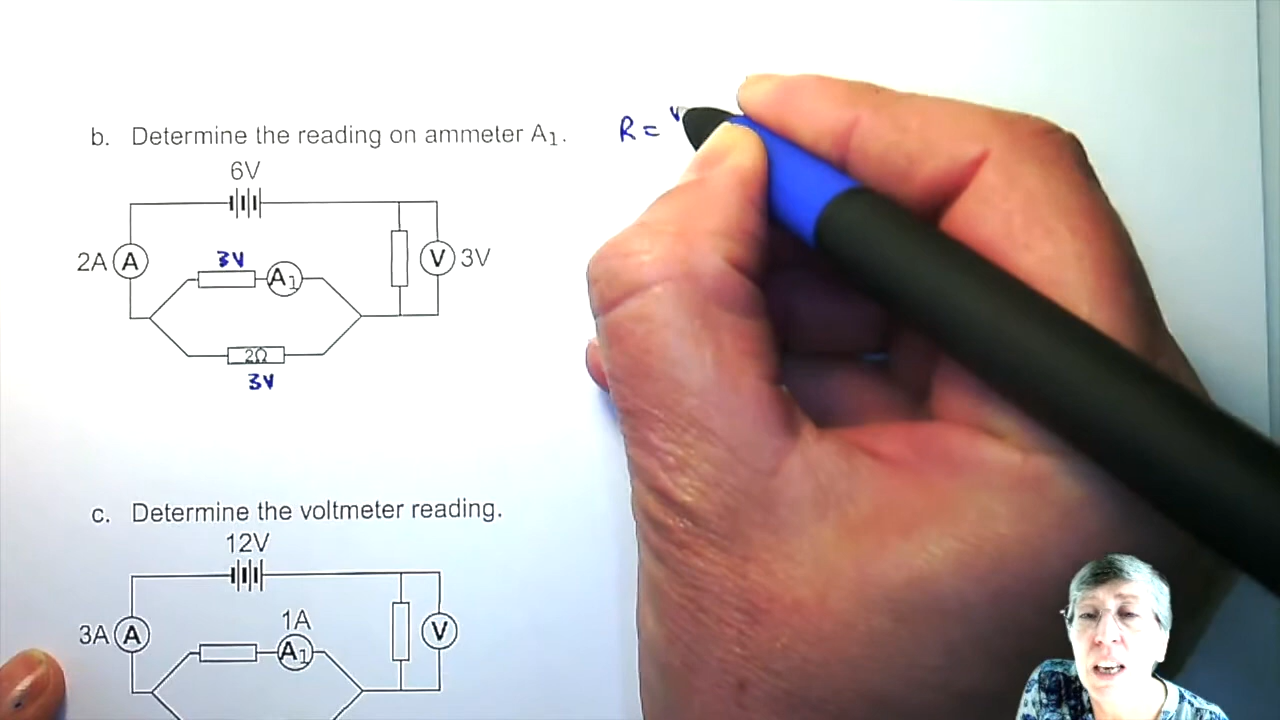 b. Determine the reading on ammeter A₁. R = V
6V
2A A 3V A₁ V 3V
2Ω
3V
c. Determine the voltmeter reading.
12V
1A
3A A A₁ V